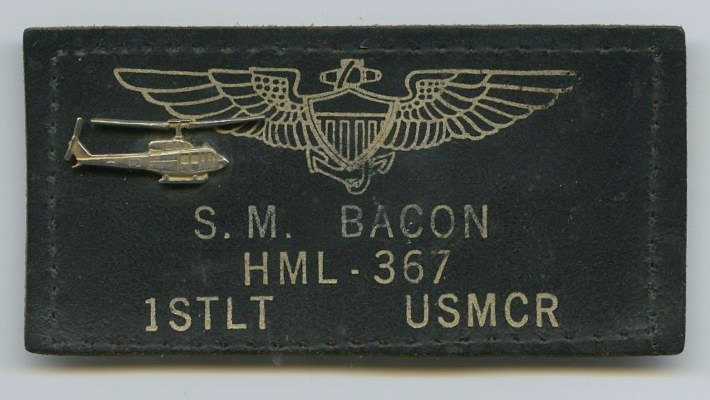 S. M. BACON
HML-367
1STLT USMCR